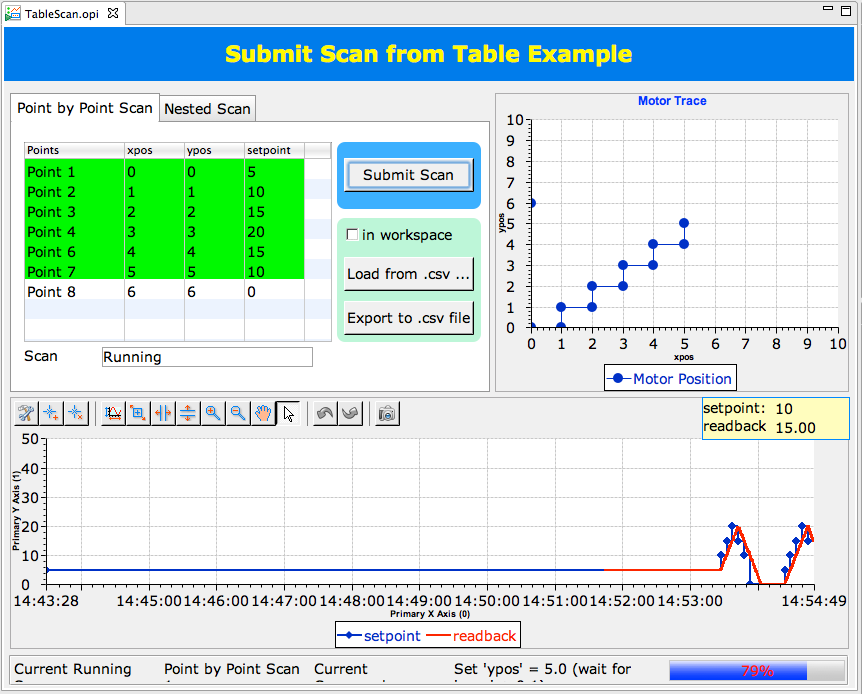 TableScan.opi
Submit Scan from Table Example
Point by Point Scan Nested Scan
Points xpos ypos setpoint
Point 1 0 0 5
Point 2 1 1 10
Point 3 2 2 15
Point 4 3 3 20
Point 6 4 4 15
Point 7 5 5 10
Point 8 6 6 0
Scan Running
Submit Scan
in workspace
Load from .csv ...
Export to .csv file
Motor Trace
10
9
8
7
6
5
4
3
2
1
0
ypos
0 1 2 3 4 5 6 7 8 9 10
xpos
Motor Position
setpoint: 10
readback 15.00
50
40
30
20
10
0
Primary Y Axis (1)
14:43:28 14:45:00 14:46:00 14:47:00 14:48:00 14:49:00 14:50:00 14:51:00 14:52:00 14:53:00 14:54:49
Primary X Axis (0)
setpoint readback
Current Running Point by Point Scan Current Set 'ypos' = 5.0 (wait for 79%